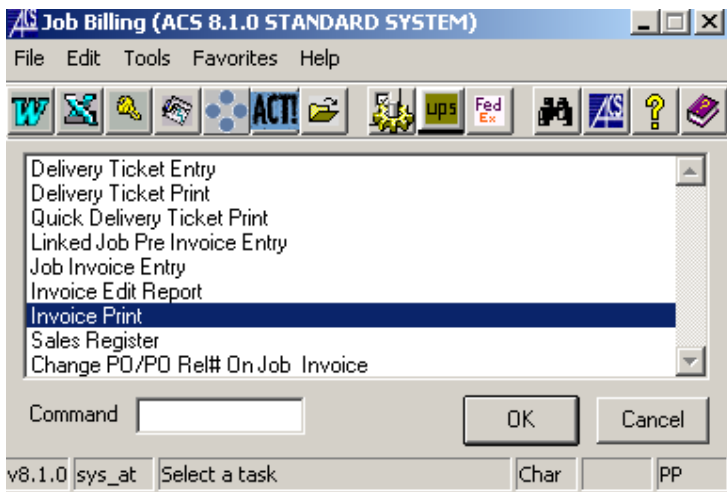 AS Job Billing (ACS 8.1.0 STANDARD SYSTEM)
File Edit Tools Favorites Help
W X ACT! ups Fed Ex AS ?
Delivery Ticket Entry
Delivery Ticket Print
Quick Delivery Ticket Print
Linked Job Pre Invoice Entry
Job Invoice Entry
Invoice Edit Report
Invoice Print
Sales Register
Change PO/PO Rel# On Job Invoice
Command OK Cancel
v8.1.0 sys_at Select a task Char PP